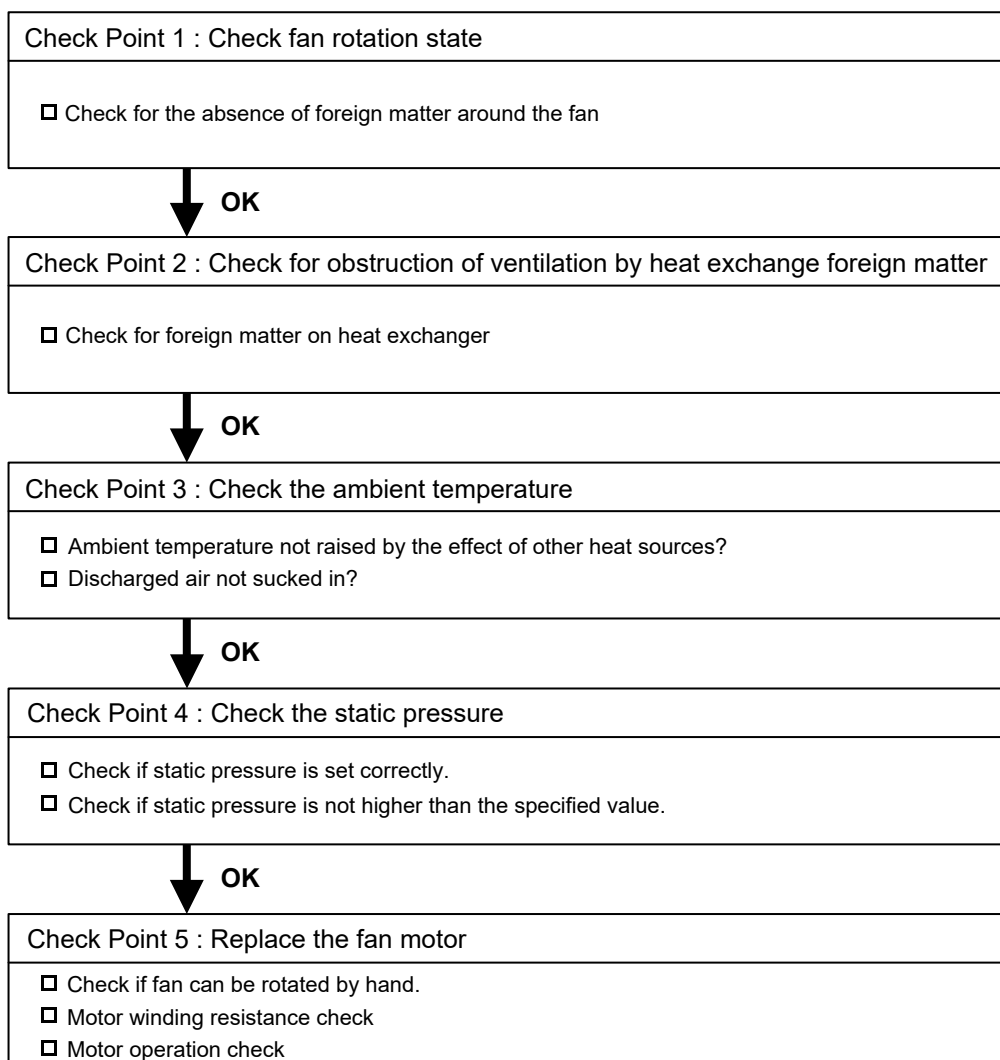 Check Point 1 : Check fan rotation state
Check for the absence of foreign matter around the fan
OK
Check Point 2 : Check for obstruction of ventilation by heat exchange foreign matter
Check for foreign matter on heat exchanger
OK
Check Point 3 : Check the ambient temperature
Ambient temperature not raised by the effect of other heat sources?
Discharged air not sucked in?
OK
Check Point 4 : Check the static pressure
Check if static pressure is set correctly.
Check if static pressure is not higher than the specified value.
OK
Check Point 5 : Replace the fan motor
Check if fan can be rotated by hand.
Motor winding resistance check
Motor operation check